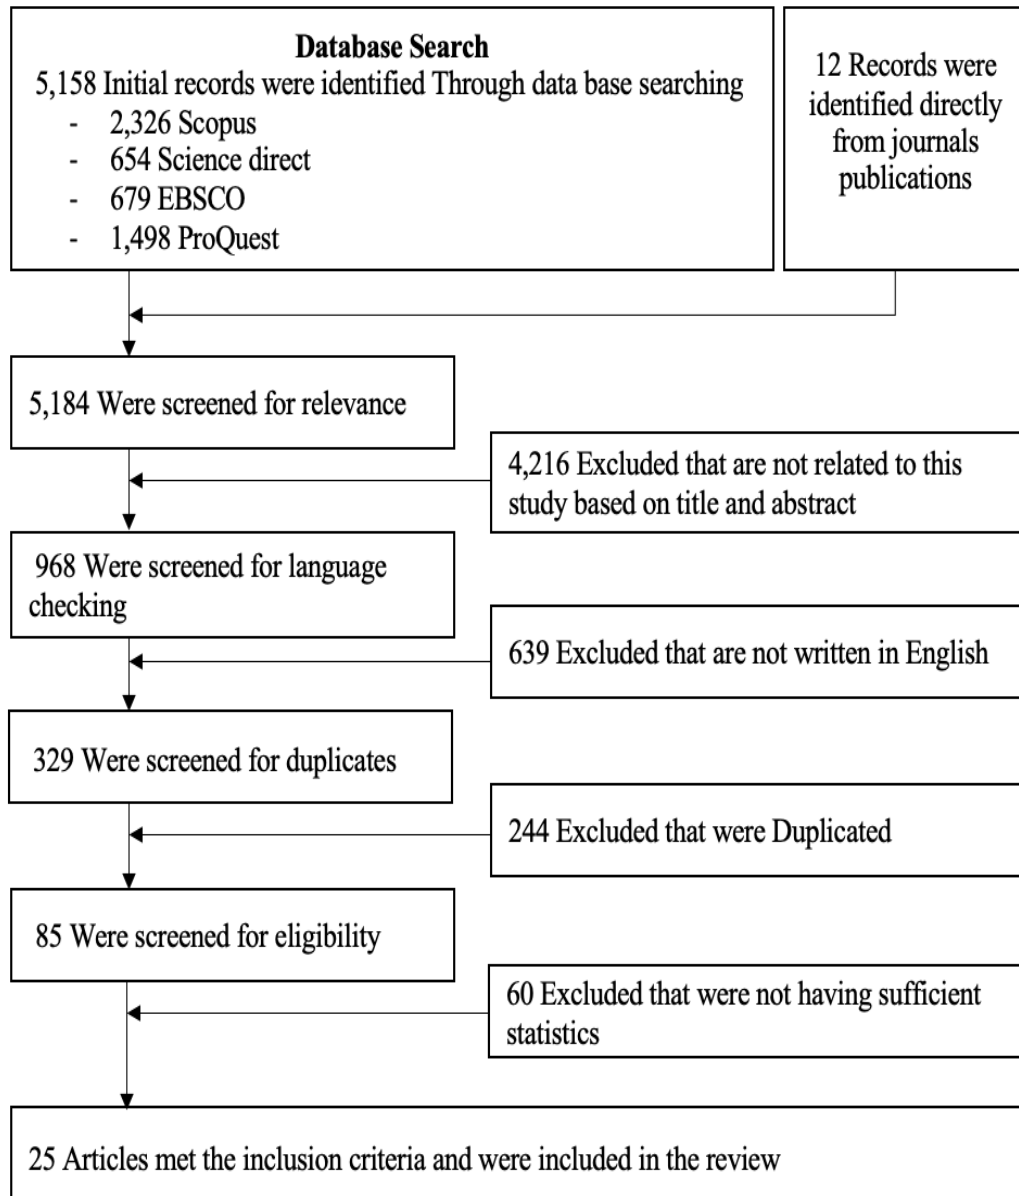 Database Search
5,158 Initial records were identified Through data base searching
- 2,326 Scopus
- 654 Science direct
- 679 EBSCO
- 1,498 ProQuest
12 Records were
identified directly
from journals
publications
5,184 Were screened for relevance
4,216 Excluded that are not related to this
study based on title and abstract
968 Were screened for language
checking
639 Excluded that are not written in English
329 Were screened for duplicates
244 Excluded that were Duplicated
85 Were screened for eligibility
60 Excluded that were not having sufficient
statistics
25 Articles met the inclusion criteria and were included in the review